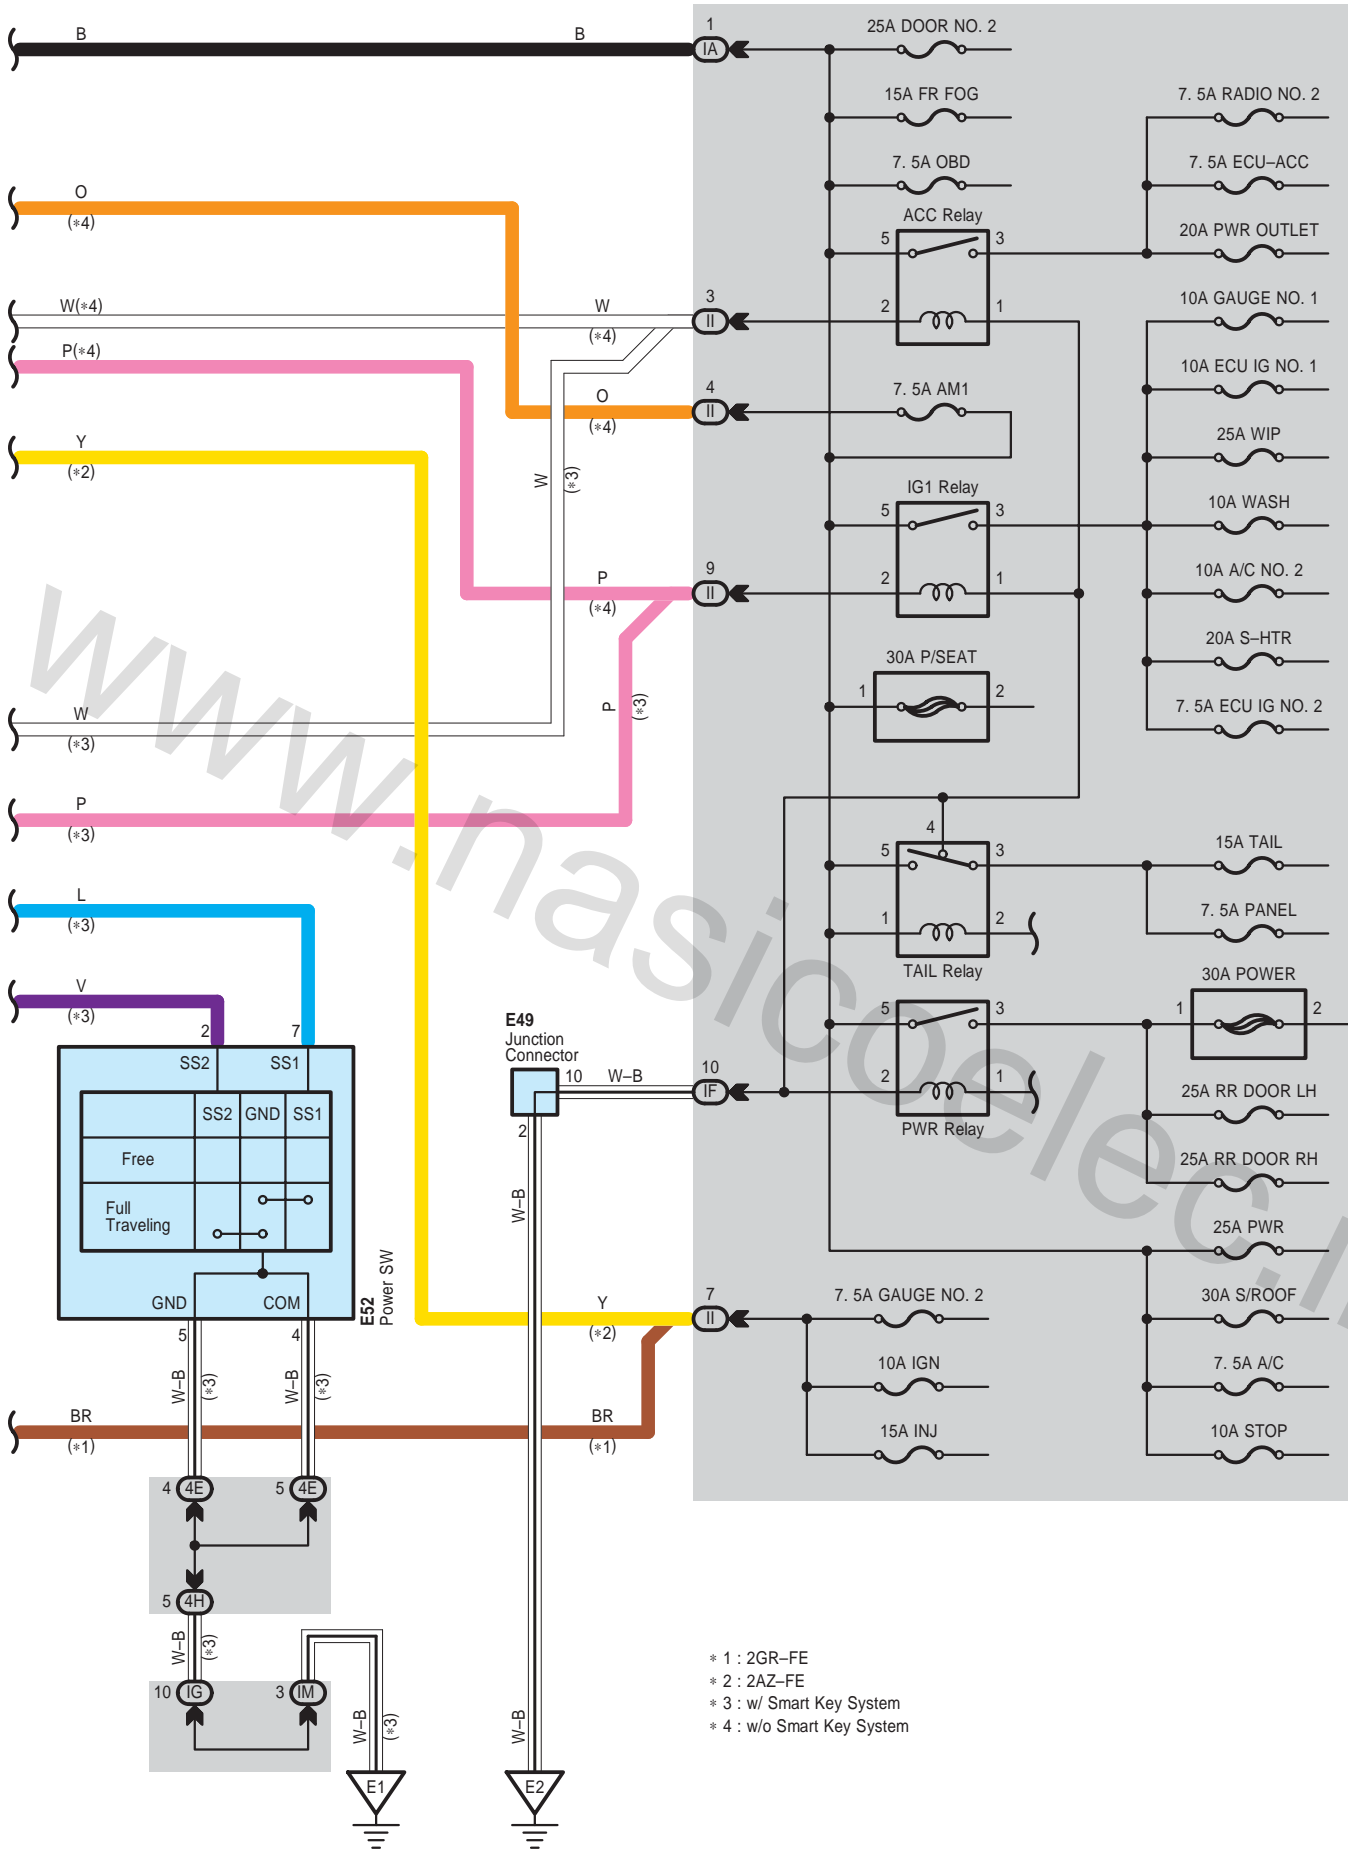 B B 1 25A DOOR NO. 2
IA
15A FR FOG 7. 5A RADIO NO. 2
O 7. 5A OBD 7. 5A ECU–ACC
(∗4) ACC Relay
5 3 20A PWR OUTLET
W(∗4) W 3 2 1 10A GAUGE NO. 1
(∗4) II
P(∗4)
4 7. 5A AM1 10A ECU IG NO. 1
O II
(∗4)
Y 25A WIP
(∗2)
W (∗3) IG1 Relay
5 3 10A WASH
P 9 2 1 10A A/C NO. 2
(∗4) II
30A P/SEAT 20A S–HTR
1 2
P (∗3) 7. 5A ECU IG NO. 2
W
(∗3)
P
(∗3)
4
5 3 15A TAIL
L
(∗3)
1 2 7. 5A PANEL
TAIL Relay
V
(∗3)
30A POWER
5 3 1 2
2 7
SS2 SS1
E49
Junction
Connector
10 W–B 10 2 1
IF
25A RR DOOR LH
PWR Relay
SS2 GND SS1
2
Free
25A RR DOOR RH
Full
Traveling
W–B
25A PWR
GND COM
E52
Power SW
5 4
Y 7 7. 5A GAUGE NO. 2 30A S/ROOF
(∗2) II
W–B (∗3) W–B (∗3)
10A IGN 7. 5A A/C
BR BR
(∗1) (∗1)
15A INJ 10A STOP
4 4E 5 4E
5 4H
W–B (∗3)
10 IG 3 IM
W–B (∗3) W–B
E1 E2
∗ 1 : 2GR–FE
∗ 2 : 2AZ–FE
∗ 3 : w/ Smart Key System
∗ 4 : w/o Smart Key System